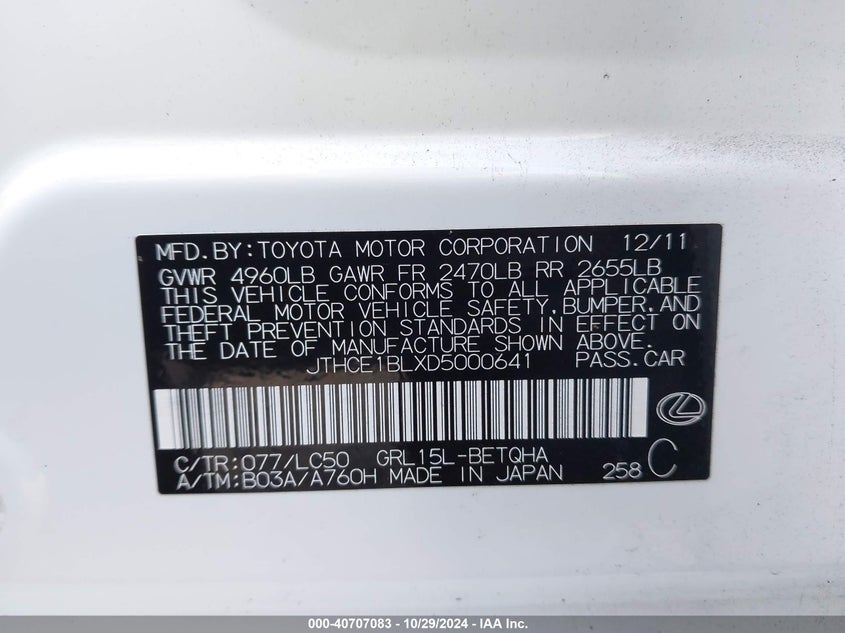 MFD.BY:TOYOTA MOTOR CORPORATION 12/11
GVWR 4960LB GAWR FR 2470LB RR 2655LB
THIS VEHICLE CONFORMS TO ALL APPLICABLE
FEDERAL MOTOR VEHICLE SAFETY,BUMPER,AND
THEFT PREVENTION STANDARDS IN EFFECT ON
THE DATE OF MANUFACTURE SHOWN ABOVE.
JTHCE1BLXD5000641 PASS.CAR
C/TR:077/LC50 GRL15L-BETQHA
A/TM:B03A/A760H MADE IN JAPAN 258 C
000-40707083 - 10/29/2024 - IAA Inc.